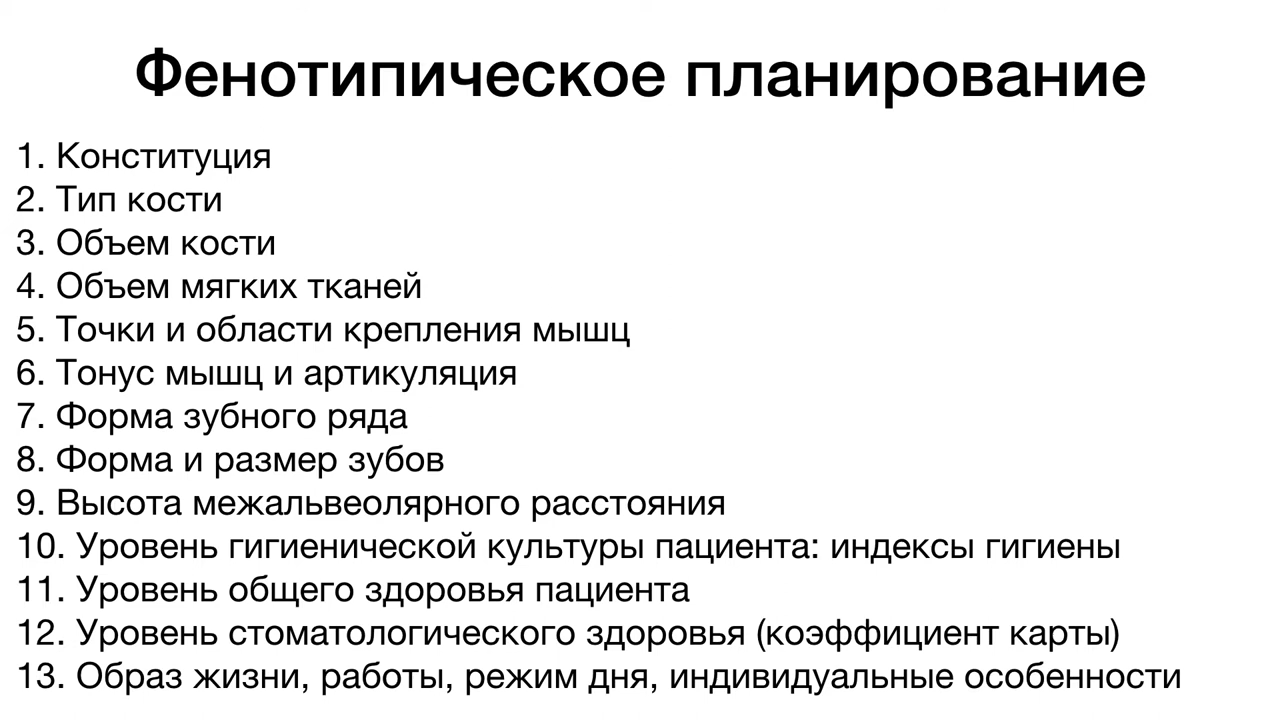 Фенотипическое планирование
1. Конституция
2. Тип кости
3. Объем кости
4. Объем мягких тканей
5. Точки и области крепления мышц
6. Тонус мышц и артикуляция
7. Форма зубного ряда
8. Форма и размер зубов
9. Высота межальвеолярного расстояния
10. Уровень гигиенической культуры пациента: индексы гигиены
11. Уровень общего здоровья пациента
12. Уровень стоматологического здоровья (коэффициент карты)
13. Образ жизни, работы, режим дня, индивидуальные особенности